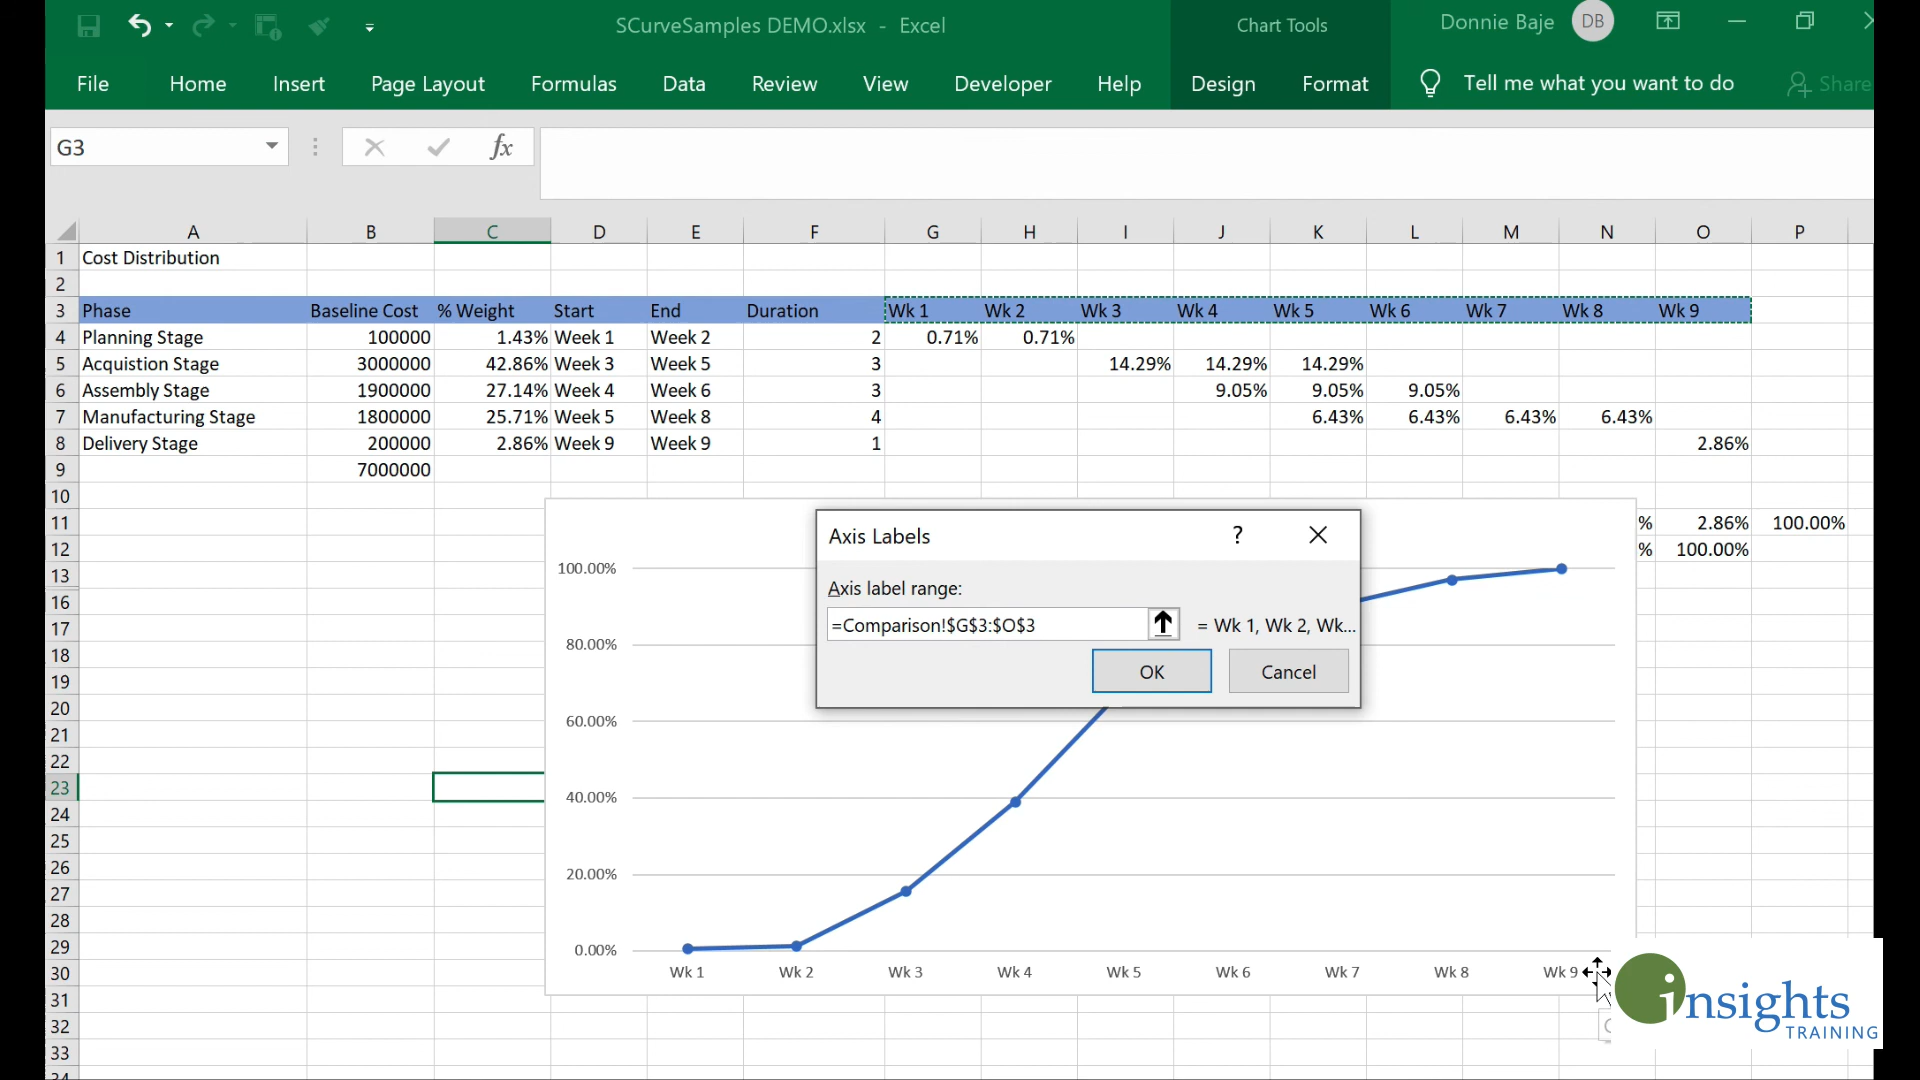 SCurveSamples DEMO.xlsx - Excel
Chart Tools
Donnie Baje
DB
File Home Insert Page Layout Formulas Data Review View Developer Help Design Format Tell me what you want to do Share
G3
fx
A B C D E F G H I J K L M N O P
1 Cost Distribution
2
3 Phase Baseline Cost % Weight Start End Duration Wk 1 Wk 2 Wk 3 Wk 4 Wk 5 Wk 6 Wk 7 Wk 8 Wk 9
4 Planning Stage 100000 1.43% Week 1 Week 2 2 0.71% 0.71%
5 Acquistion Stage 3000000 42.86% Week 3 Week 5 3 14.29% 14.29% 14.29%
6 Assembly Stage 1900000 27.14% Week 4 Week 6 3 9.05% 9.05% 9.05%
7 Manufacturing Stage 1800000 25.71% Week 5 Week 8 4 6.43% 6.43% 6.43% 6.43%
8 Delivery Stage 200000 2.86% Week 9 Week 9 1 2.86%
9 7000000
10
11 % 2.86% 100.00%
12 % 100.00%
13
16
17
18
19
20
21
22
23
24
25
26
27
28
29
30
31
32
33
34
Axis Labels ?
Axis label range:
=Comparison!$G$3:$O$3 = Wk 1, Wk 2, Wk...
OK Cancel
100.00%
80.00%
60.00%
40.00%
20.00%
0.00%
Wk 1 Wk 2 Wk 3 Wk 4 Wk 5 Wk 6 Wk 7 Wk 8 Wk 9
insights
TRAINING